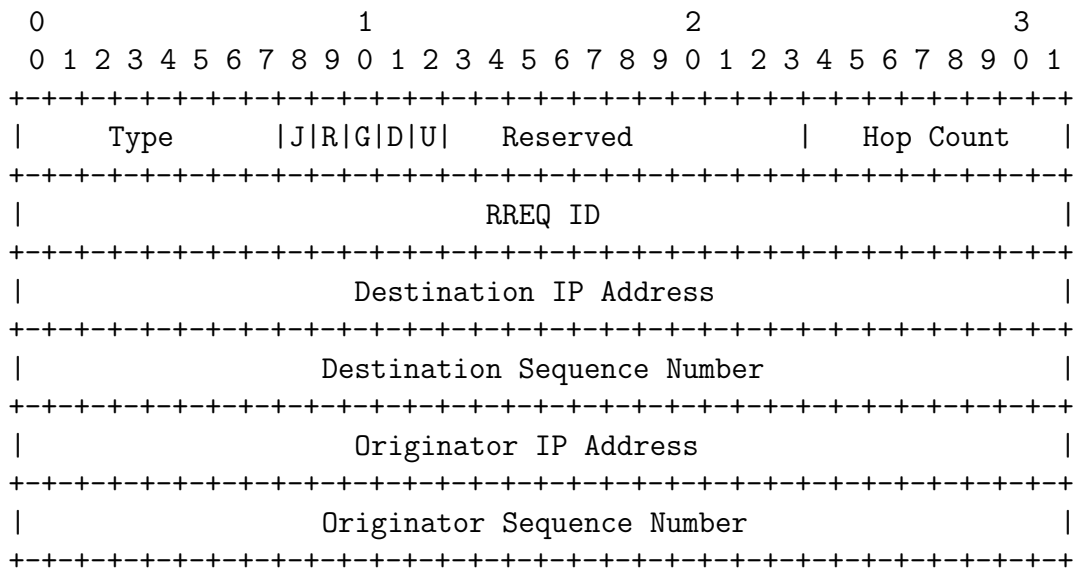 0                   1                   2                   3
 0 1 2 3 4 5 6 7 8 9 0 1 2 3 4 5 6 7 8 9 0 1 2 3 4 5 6 7 8 9 0 1
+-+-+-+-+-+-+-+-+-+-+-+-+-+-+-+-+-+-+-+-+-+-+-+-+-+-+-+-+-+-+-+-+
|     Type      |J|R|G|D|U|   Reserved          |   Hop Count   |
+-+-+-+-+-+-+-+-+-+-+-+-+-+-+-+-+-+-+-+-+-+-+-+-+-+-+-+-+-+-+-+-+
|                            RREQ ID                            |
+-+-+-+-+-+-+-+-+-+-+-+-+-+-+-+-+-+-+-+-+-+-+-+-+-+-+-+-+-+-+-+-+
|                    Destination IP Address                     |
+-+-+-+-+-+-+-+-+-+-+-+-+-+-+-+-+-+-+-+-+-+-+-+-+-+-+-+-+-+-+-+-+
|                  Destination Sequence Number                  |
+-+-+-+-+-+-+-+-+-+-+-+-+-+-+-+-+-+-+-+-+-+-+-+-+-+-+-+-+-+-+-+-+
|                    Originator IP Address                      |
+-+-+-+-+-+-+-+-+-+-+-+-+-+-+-+-+-+-+-+-+-+-+-+-+-+-+-+-+-+-+-+-+
|                  Originator Sequence Number                   |
+-+-+-+-+-+-+-+-+-+-+-+-+-+-+-+-+-+-+-+-+-+-+-+-+-+-+-+-+-+-+-+-+